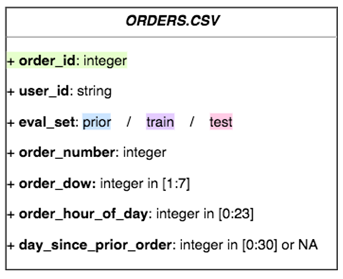 ORDERS.CSV
+ order_id: integer
+ user_id: string
+ eval_set: prior / train / test
+ order_number: integer
+ order_dow: integer in [1:7]
+ order_hour_of_day: integer in [0:23]
+ day_since_prior_order: integer in [0:30] or NA